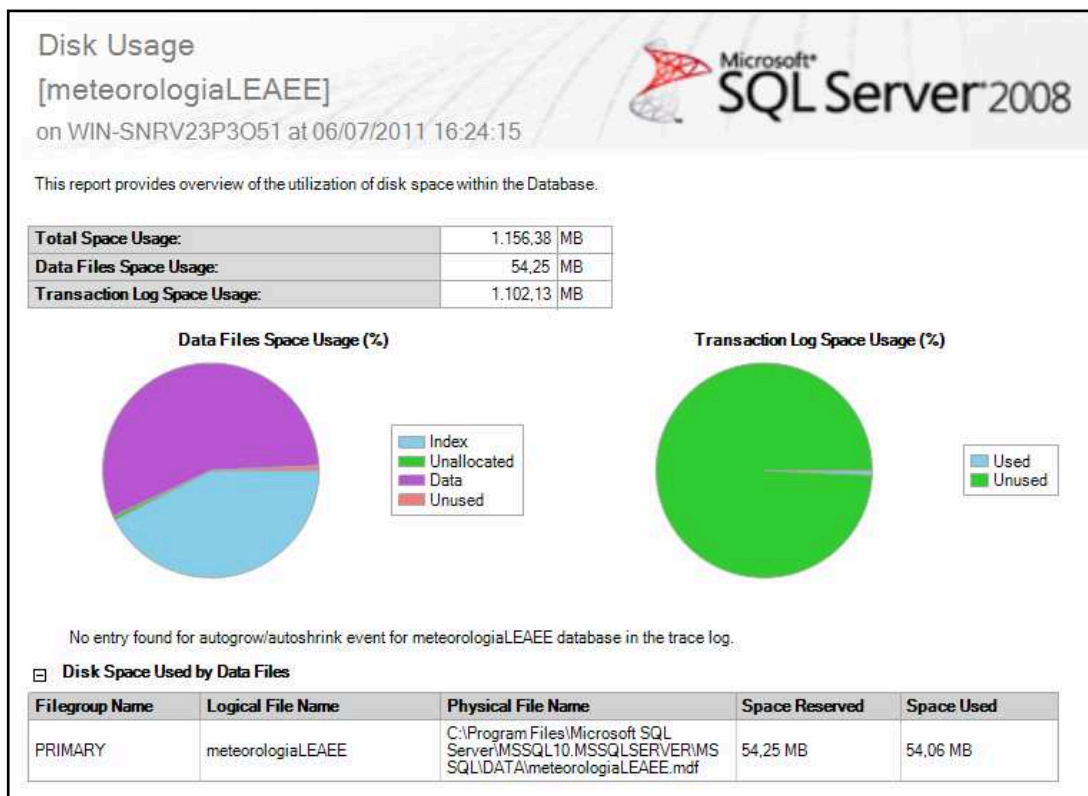 Disk Usage
[meteorologiaLEAEE]
on WIN-SNRV23P3O51 at 06/07/2011 16:24:15
Microsoft®
SQL Server® 2008
This report provides overview of the utilization of disk space within the Database.
Total Space Usage: 1.156,38 MB
Data Files Space Usage: 54,25 MB
Transaction Log Space Usage: 1.102,13 MB
Data Files Space Usage (%)
Index
Unallocated
Data
Unused
Transaction Log Space Usage (%)
Used
Unused
No entry found for autogrow/autoshrink event for meteorologiaLEAEE database in the trace log.
Disk Space Used by Data Files
Filegroup Name Logical File Name Physical File Name Space Reserved Space Used
C:\Program Files\Microsoft SQL
PRIMARY meteorologiaLEAEE Server\MSSQL10.MSSQLSERVER\MS 54,25 MB 54,06 MB
SQL\DATA\meteorologiaLEAEE.mdf